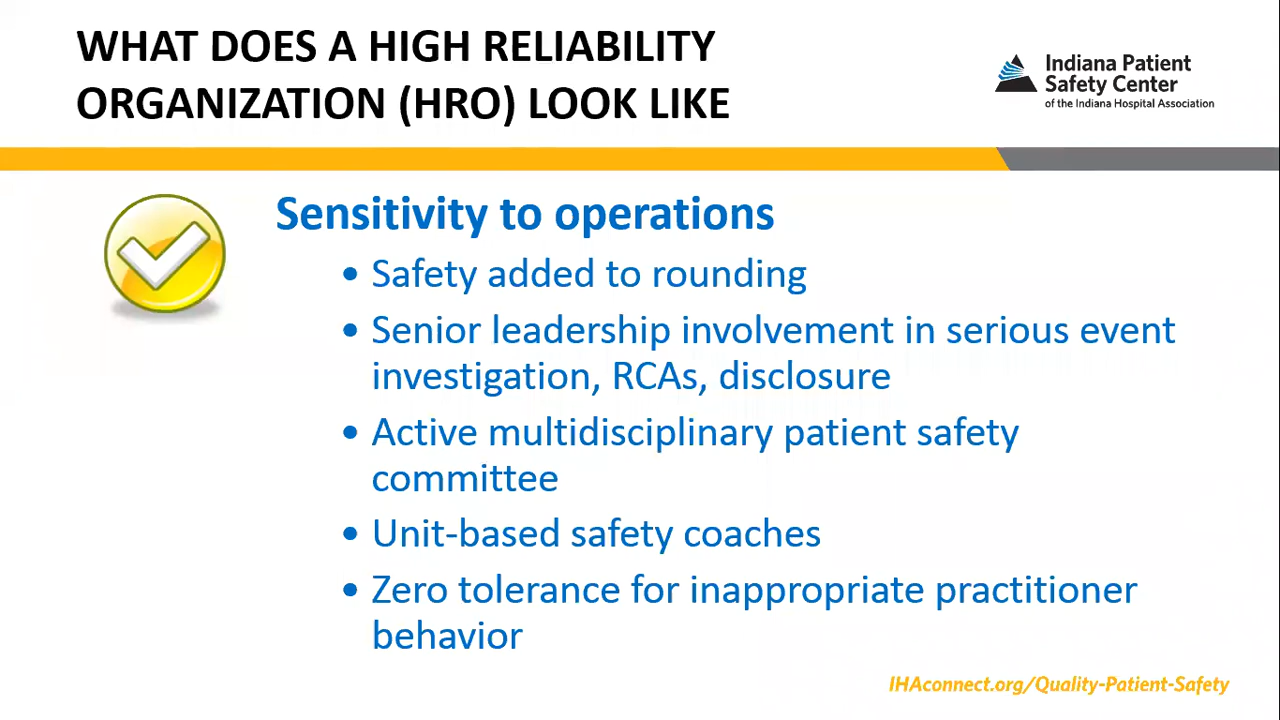 WHAT DOES A HIGH RELIABILITY
ORGANIZATION (HRO) LOOK LIKE
Indiana Patient
Safety Center
of the Indiana Hospital Association
Sensitivity to operations
• Safety added to rounding
• Senior leadership involvement in serious event
investigation, RCAs, disclosure
• Active multidisciplinary patient safety
committee
• Unit-based safety coaches
• Zero tolerance for inappropriate practitioner
behavior
IHAconnect.org/Quality-Patient-Safety